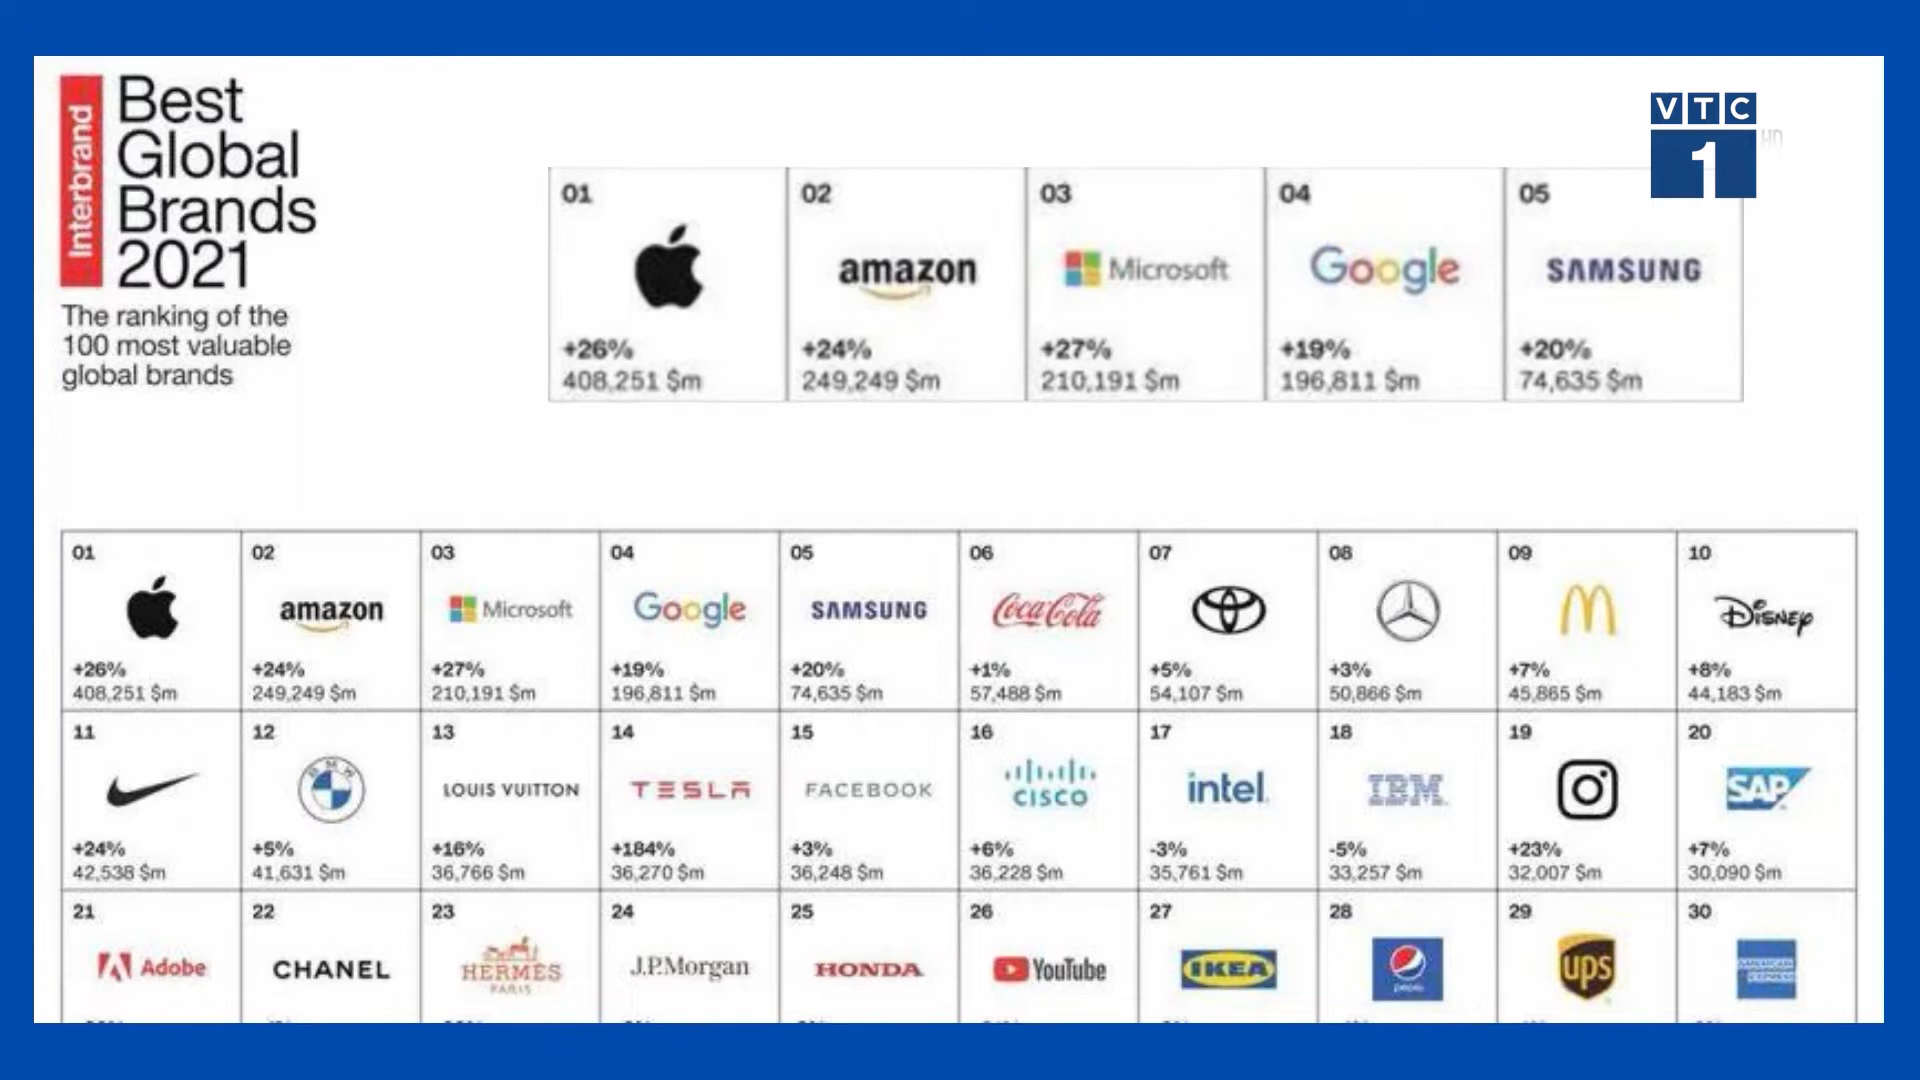 Interbrand
Best
Global
Brands
2021
The ranking of the
100 most valuable
global brands
VTC
1
HD
01 02 03 04 05
amazon Microsoft Google SAMSUNG
+26% +24% +27% +19% +20%
408,251 $m 249,249 $m 210,191 $m 196,811 $m 74,635 $m
01 02 03 04 05 06 07 08 09 10
amazon Microsoft Google SAMSUNG Coca-Cola Disney
+26% +24% +27% +19% +20% +1% +5% +3% +7% +8%
408,251 $m 249,249 $m 210,191 $m 196,811 $m 74,635 $m 57,488 $m 54,107 $m 50,866 $m 45,865 $m 44,183 $m
11 12 13 14 15 16 17 18 19 20
BMW LOUIS VUITTON TESLA FACEBOOK CISCO intel. IBM SAP
+24% +5% +16% +184% +3% +6% -3% -5% +23% +7%
42,538 $m 41,631 $m 36,766 $m 36,270 $m 36,248 $m 36,228 $m 35,761 $m 33,257 $m 32,007 $m 30,090 $m
21 22 23 24 25 26 27 28 29 30
Adobe CHANEL HERMÈS PARIS J.P.Morgan HONDA YouTube IKEA pepsi ups AMERICAN EXPRESS